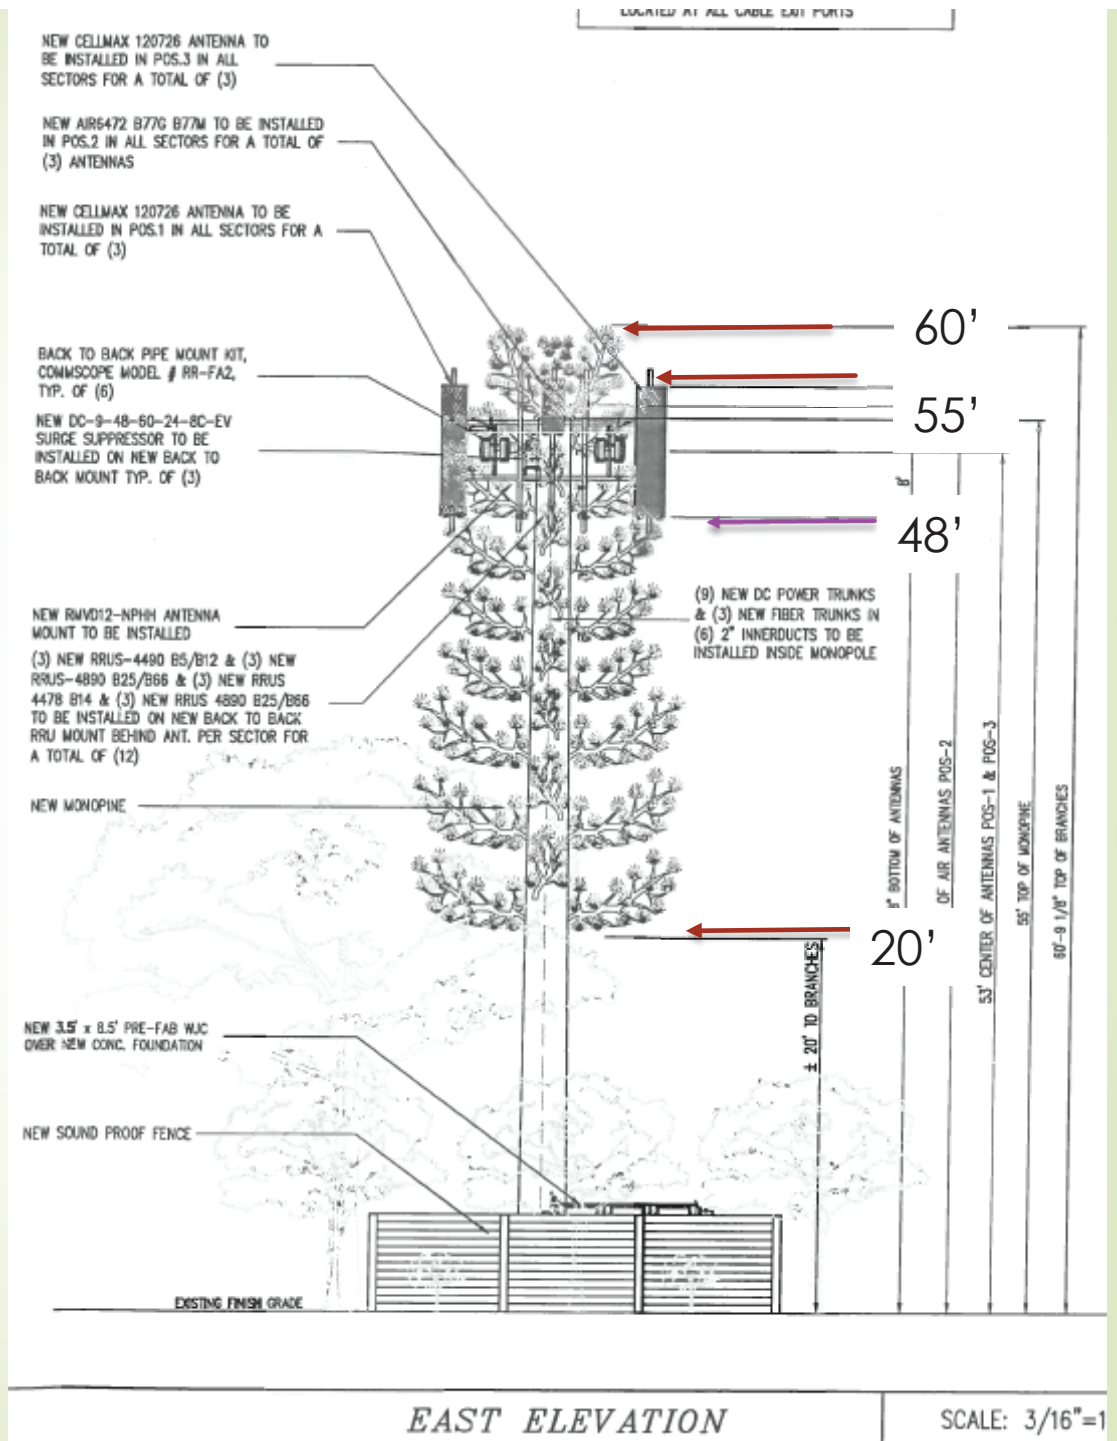 LOCATED AT ALL CABLE EXIT PORTS
NEW CELLMAX 120726 ANTENNA TO
BE INSTALLED IN POS.3 IN ALL
SECTORS FOR A TOTAL OF (3)
NEW AIR6472 B77G B77M TO BE INSTALLED
IN POS.2 IN ALL SECTORS FOR A TOTAL OF
(3) ANTENNAS
NEW CELLMAX 120726 ANTENNA TO BE
INSTALLED IN POS.1 IN ALL SECTORS FOR A
TOTAL OF (3)
BACK TO BACK PIPE MOUNT KIT,
COMMSCOPE MODEL # RR-FA2,
TYP. OF (6)
NEW DC-9-48-60-24-8C-EV
SURGE SUPPRESSOR TO BE
INSTALLED ON NEW BACK TO
BACK MOUNT TYP. OF (3)
60'
55'
48'
8'
NEW RMVD12-NPHH ANTENNA
MOUNT TO BE INSTALLED
(3) NEW RRUS-4490 B5/B12 & (3) NEW
RRUS-4890 B25/B66 & (3) NEW RRUS
4478 B14 & (3) NEW RRUS 4890 B25/B66
TO BE INSTALLED ON NEW BACK TO BACK
RRU MOUNT BEHIND ANT. PER SECTOR FOR
A TOTAL OF (12)
(9) NEW DC POWER TRUNKS
& (3) NEW FIBER TRUNKS IN
(6) 2" INNERDUCTS TO BE
INSTALLED INSIDE MONOPOLE
NEW MONOPINE
20'
± 20' TO BRANCHES
BOTTOM OF ANTENNAS
OF AIR ANTENNAS POS-2
53' CENTER OF ANTENNAS POS-1 & POS-3
55' TOP OF MONOPINE
60'-9 1/8" TOP OF BRANCHES
NEW 3.5' x 8.5' PRE-FAB WJC
OVER NEW CONC. FOUNDATION
NEW SOUND PROOF FENCE
EXISTING FINISH GRADE
EAST ELEVATION
SCALE: 3/16"=1